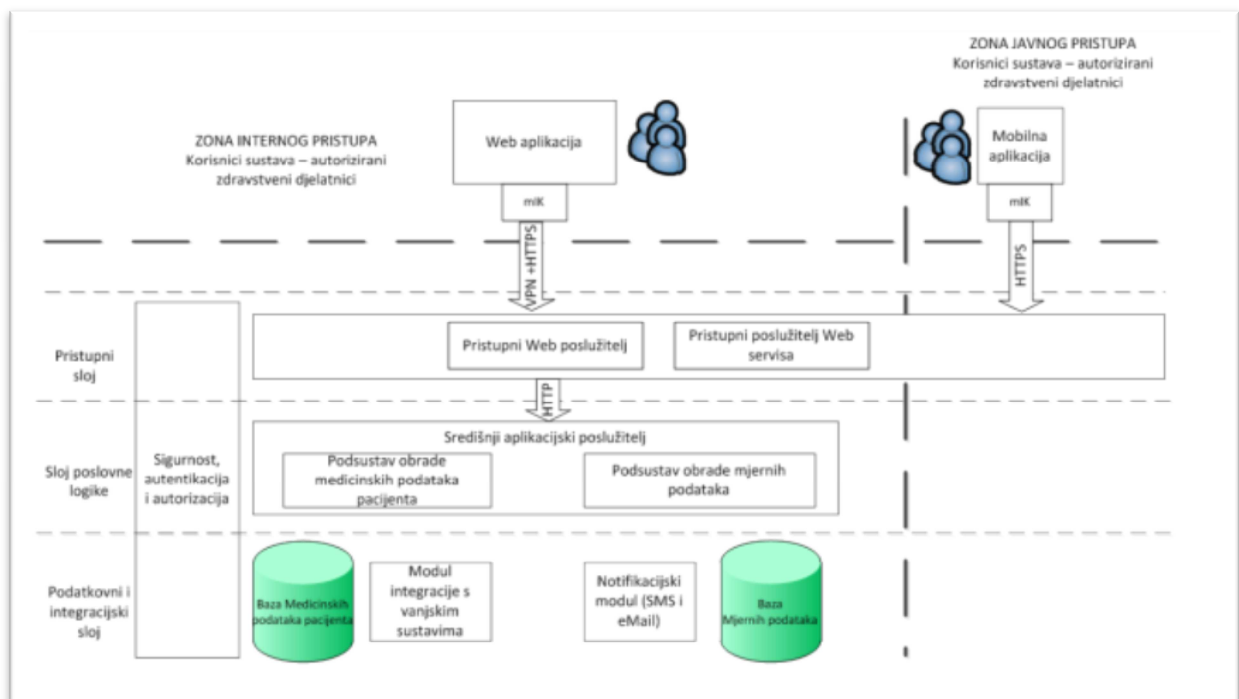 ZONA JAVNOG PRISTUPA
Korisnici sustava – autorizirani
zdravstveni djelatnici
ZONA INTERNOG PRISTUPA
Korisnici sustava – autorizirani
zdravstveni djelatnici
Web aplikacija
mIK
Mobilna
aplikacija
mIK
VPN +HTTPS
HTTPS
Pristupni
sloj
Pristupni Web poslužitelj
Pristupni poslužitelj Web
servisa
HTTP
Sloj poslovne
logike
Sigurnost,
autentikacija
i autorizacija
Središnji aplikacijski poslužitelj
Podsustav obrade
medicinskih podataka
pacijenta
Podsustav obrade mjernih
podataka
Podatkovni i
integracijski
sloj
Baza Medicinskih
podataka pacijenta
Modul
integracije s
vanjskim
sustavima
Notifikacijski
modul (SMS i
eMail)
Baza
Mjernih podataka